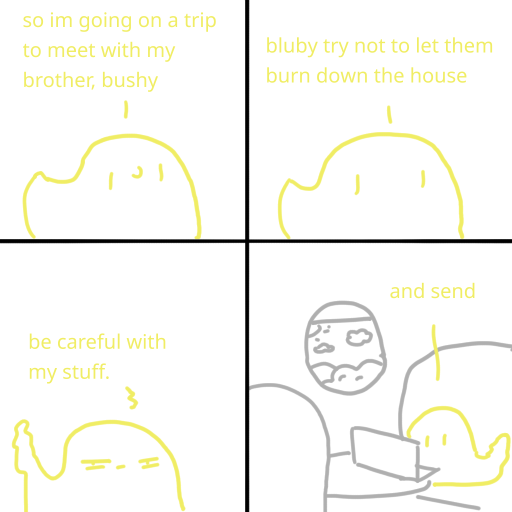 so im going on a trip
to meet with my
brother, bushy
bluby try not to let them
burn down the house
be careful with
my stuff.
and send